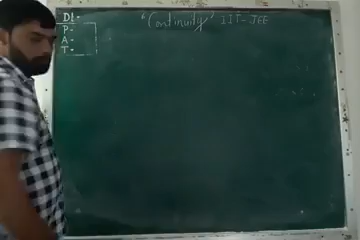 "Continuity" IIT-JEE
D:-
P-
A-
T-